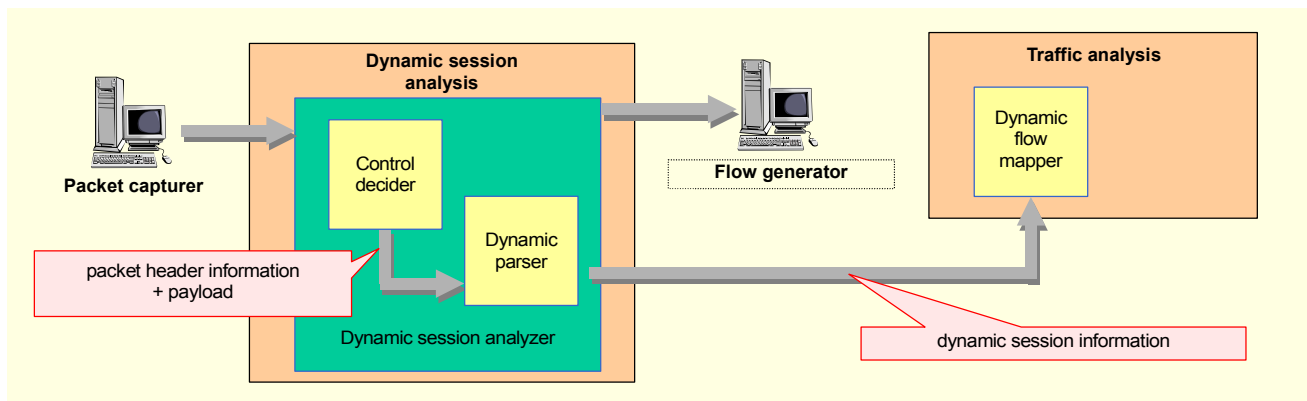 Dynamic session
analysis
Traffic analysis
Packet capturer
Control
decider
Dynamic
parser
Dynamic session analyzer
packet header information
+ payload
Flow generator
Dynamic
flow
mapper
dynamic session information